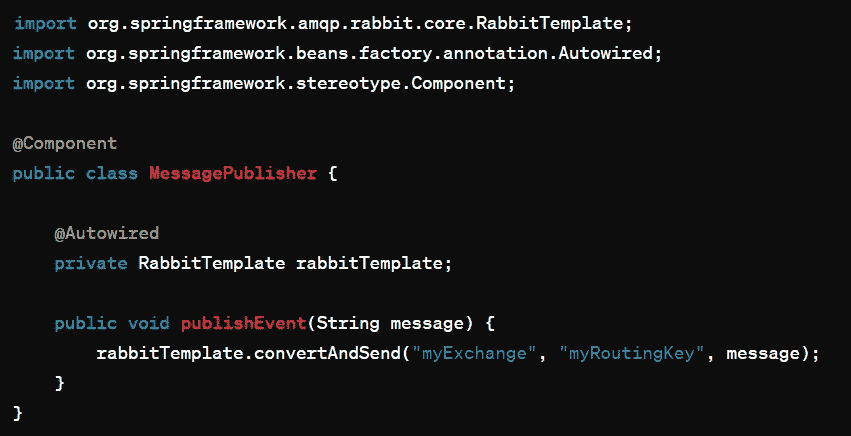 import org.springframework.amqp.rabbit.core.RabbitTemplate;
import org.springframework.beans.factory.annotation.Autowired;
import org.springframework.stereotype.Component;
@Component
public class MessagePublisher {
@Autowired
private RabbitTemplate rabbitTemplate;
public void publishEvent(String message) {
rabbitTemplate.convertAndSend("myExchange", "myRoutingKey", message);
}
}